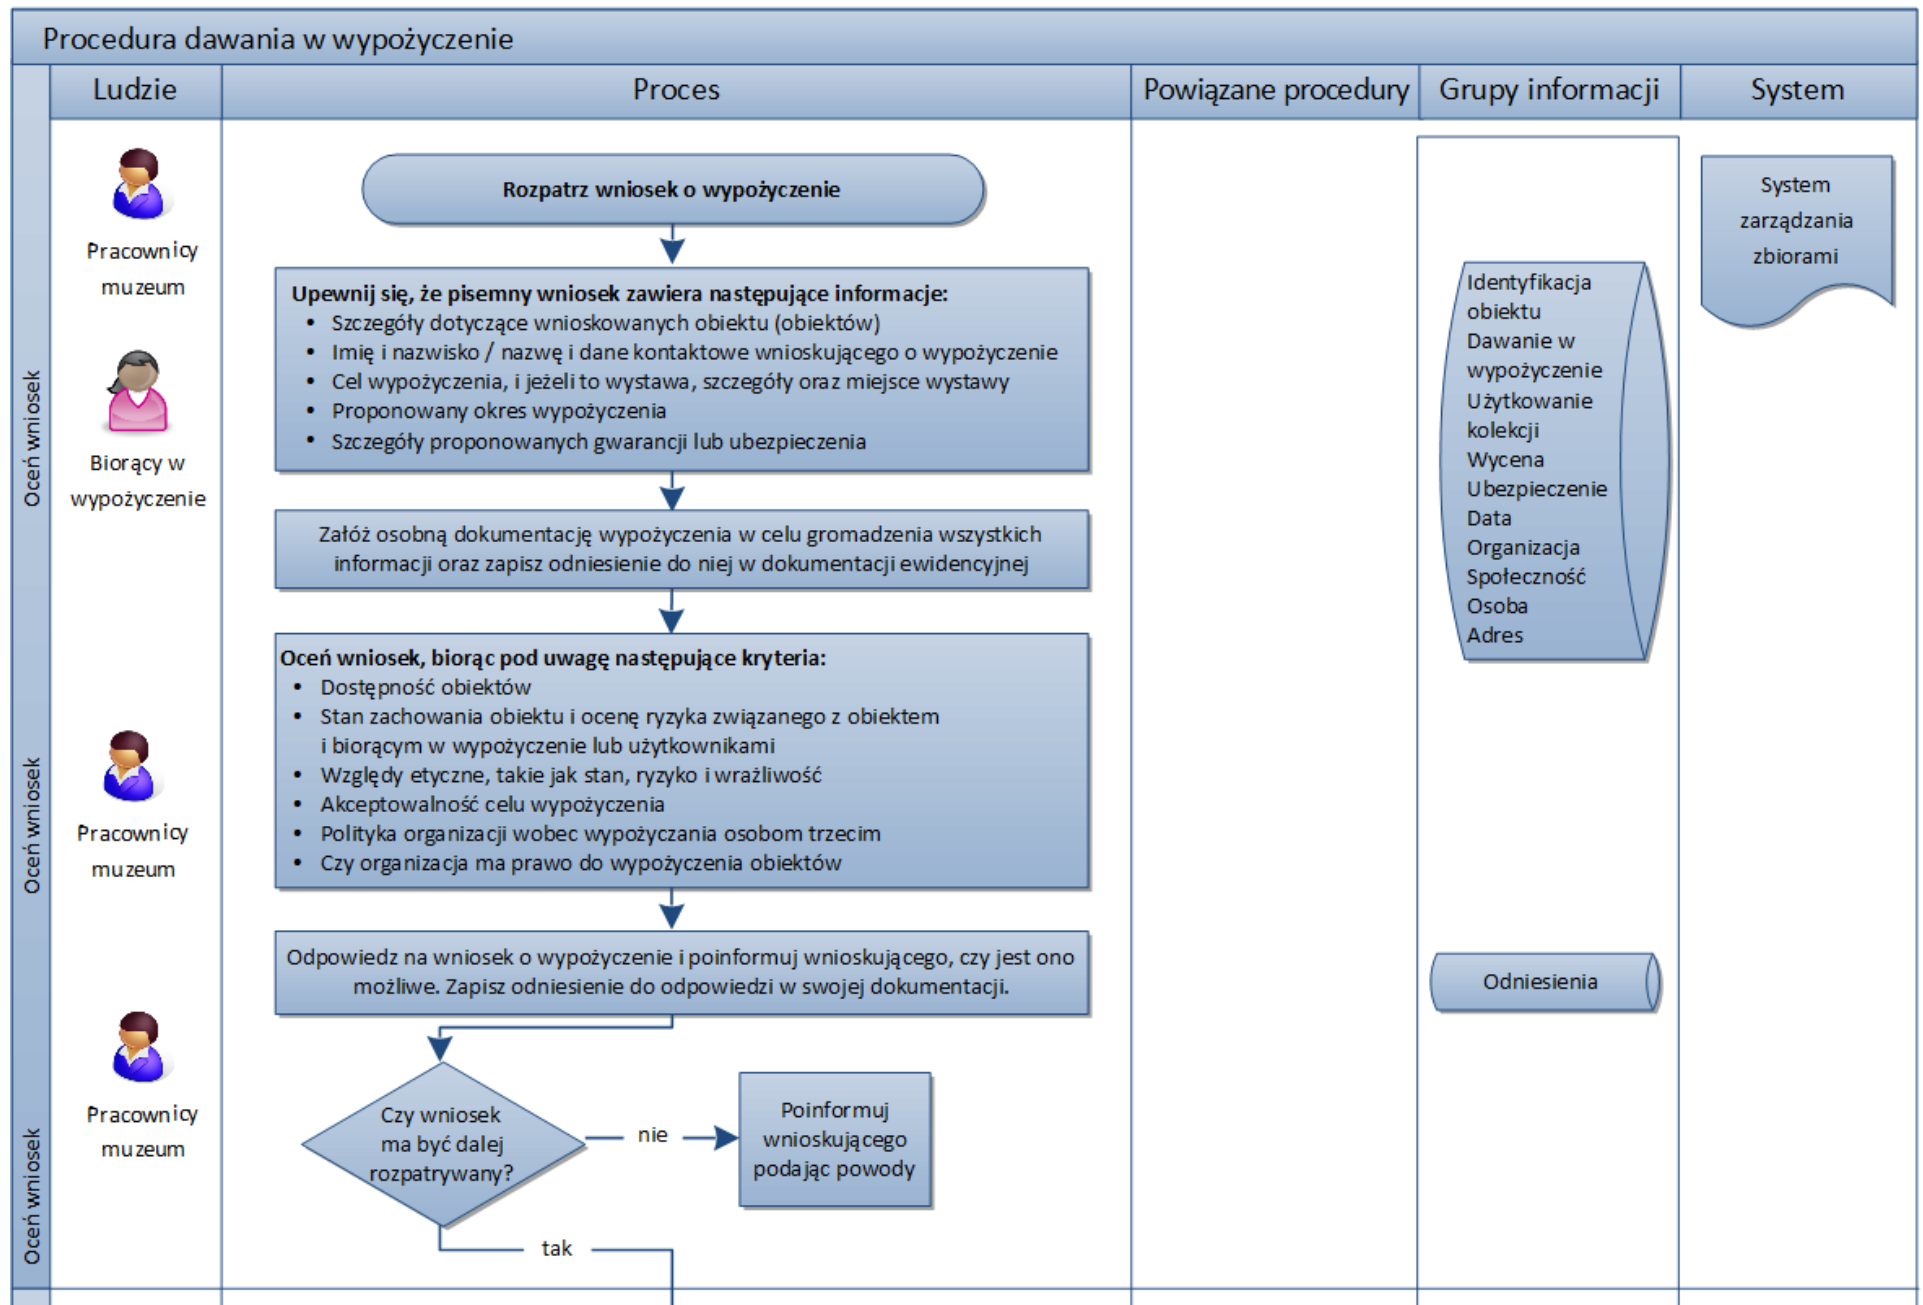 Procedura dawania w wypożyczenie
Ludzie
Proces
Powiązane procedury
Grupy informacji
System
Oceń wniosek
Pracownicy
muzeum
Biorący w
wypożyczenie
Rozpatrz wniosek o wypożyczenie
Upewnij się, że pisemny wniosek zawiera następujące informacje:
• Szczegóły dotyczące wnioskowanych obiektu (obiektów)
• Imię i nazwisko / nazwę i dane kontaktowe wnioskującego o wypożyczenie
• Cel wypożyczenia, i jeżeli to wystawa, szczegóły oraz miejsce wystawy
• Proponowany okres wypożyczenia
• Szczegóły proponowanych gwarancji lub ubezpieczenia
Załóż osobną dokumentację wypożyczenia w celu gromadzenia wszystkich
informacji oraz zapisz odniesienie do niej w dokumentacji ewidencyjnej
Identyfikacja
obiektu
Dawanie w
wypożyczenie
Użytkowanie
kolekcji
Wycena
Ubezpieczenie
Data
Organizacja
Społeczność
Osoba
Adres
System
zarządzania
zbiorami
Oceń wniosek
Pracownicy
muzeum
Oceń wniosek, biorąc pod uwagę następujące kryteria:
• Dostępność obiektów
• Stan zachowania obiektu i ocenę ryzyka związanego z obiektem
i biorącym w wypożyczenie lub użytkownikami
• Względy etyczne, takie jak stan, ryzyko i wrażliwość
• Akceptowalność celu wypożyczenia
• Polityka organizacji wobec wypożyczania osobom trzecim
• Czy organizacja ma prawo do wypożyczenia obiektów
Odpowiedz na wniosek o wypożyczenie i poinformuj wnioskującego, czy jest ono
możliwe. Zapisz odniesienie do odpowiedzi w swojej dokumentacji.
Odniesienia
Oceń wniosek
Pracownicy
muzeum
Czy wniosek
ma być dalej
rozpatrywany?
nie
Poinformuj
wnioskującego
podając powody
tak